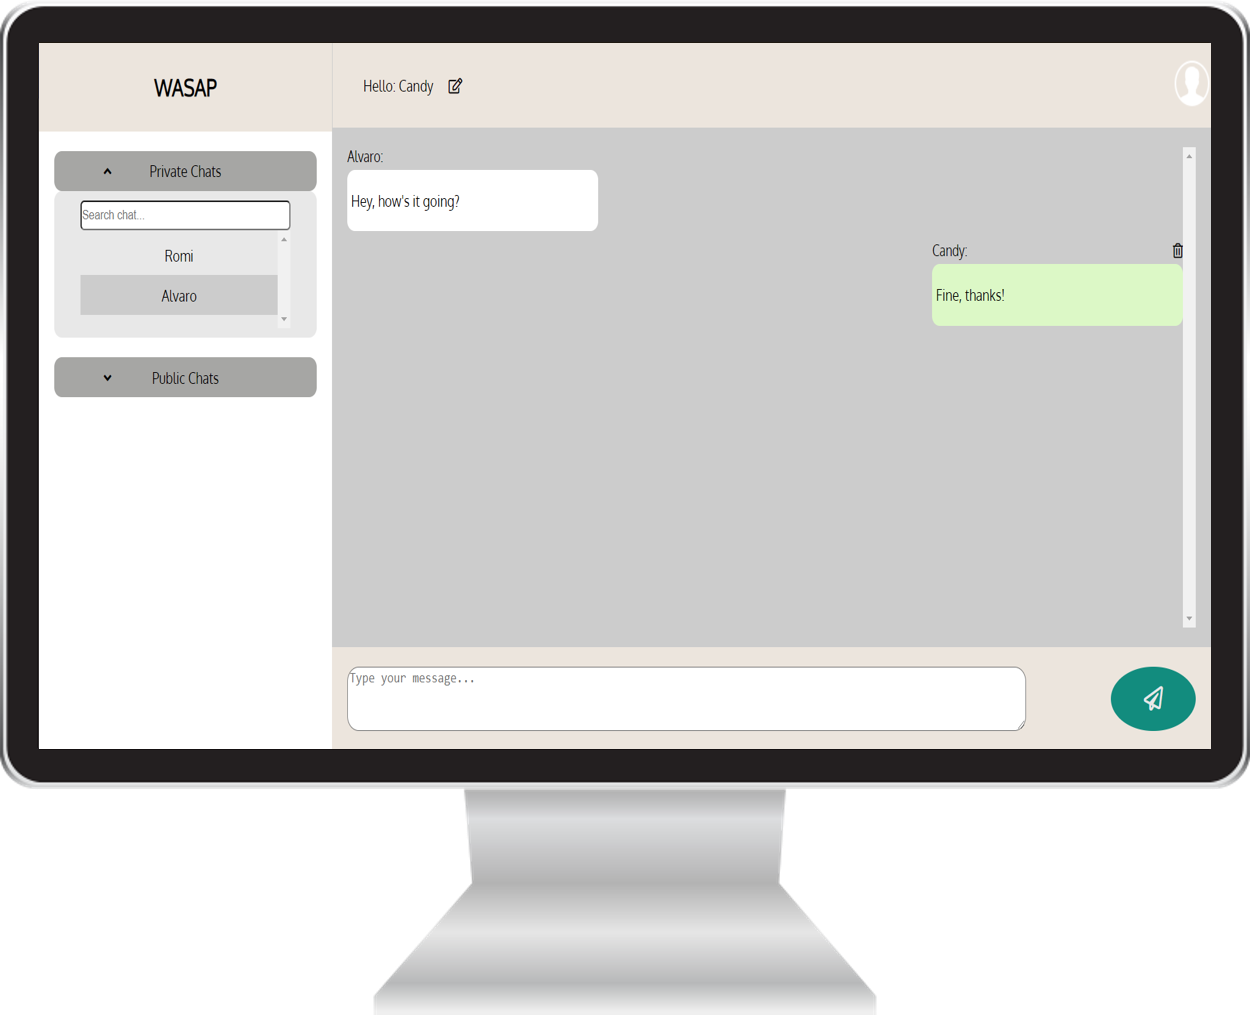 WASAP
Hello: Candy
Private Chats
Search chat...
Romi
Alvaro
Public Chats
Alvaro:
Hey, how's it going?
Candy:
Fine, thanks!
Type your message...